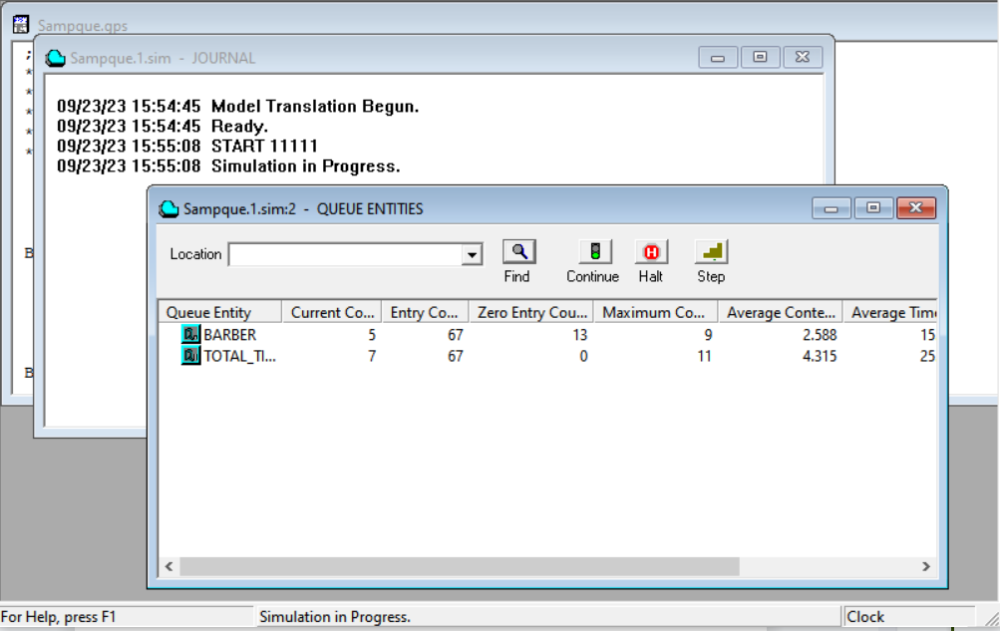 Sampque.gps
;
*
*
*
*
*
B
B
Sampque.1.sim - JOURNAL
09/23/23 15:54:45 Model Translation Begun.
09/23/23 15:54:45 Ready.
09/23/23 15:55:08 START 11111
09/23/23 15:55:08 Simulation in Progress.
Sampque.1.sim:2 - QUEUE ENTITIES
Location Find Continue Halt Step
Queue Entity Current Co... Entry Co... Zero Entry Cou... Maximum Co... Average Conte... Average Tim
BARBER 5 67 13 9 2.588 15
TOTAL_TI... 7 67 0 11 4.315 25
For Help, press F1 Simulation in Progress. Clock